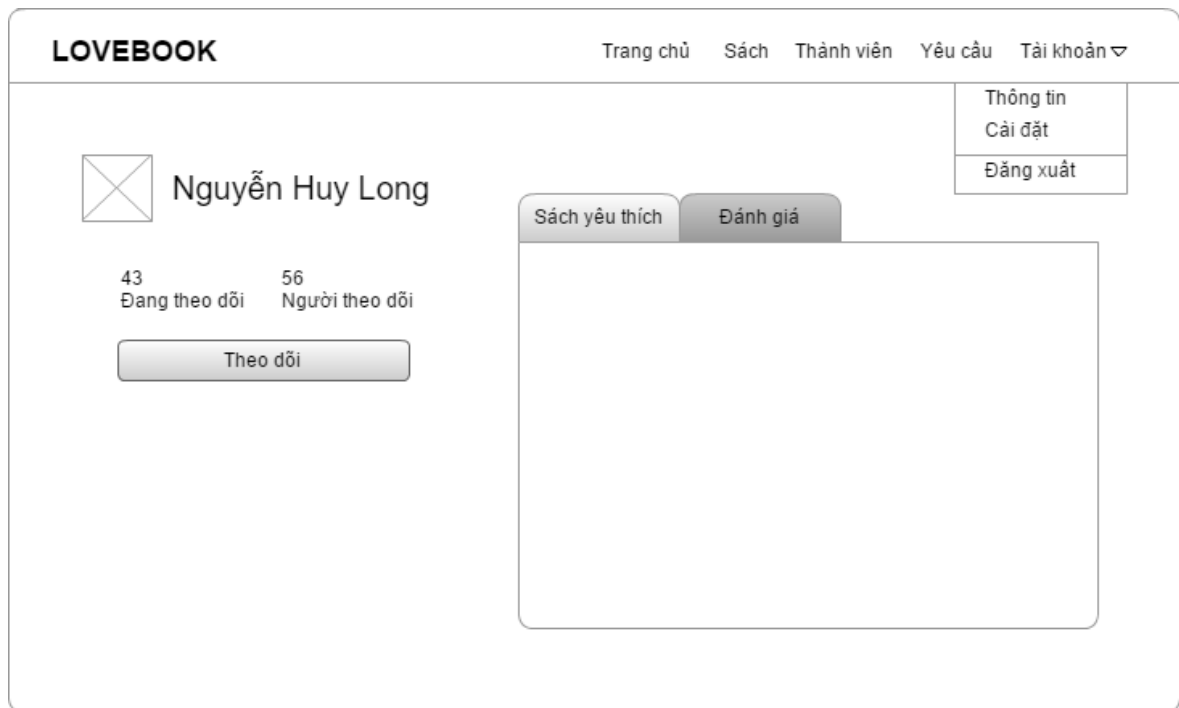 LOVEBOOK
Trang chủ Sách Thành viên Yêu cầu Tài khoản
Thông tin
Cài đặt
Đăng xuất
Nguyễn Huy Long
Sách yêu thích Đánh giá
43 56
Đang theo dõi Người theo dõi
Theo dõi